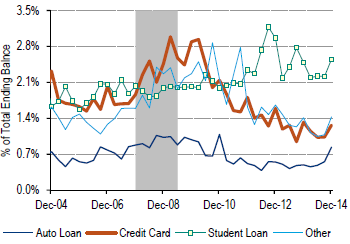 3.5%
2.8%
2.1%
1.4%
0.7%
0.0%
% of Total Ending Balance
Dec-04 Dec-06 Dec-08 Dec-10 Dec-12 Dec-14
Auto Loan Credit Card Student Loan Other